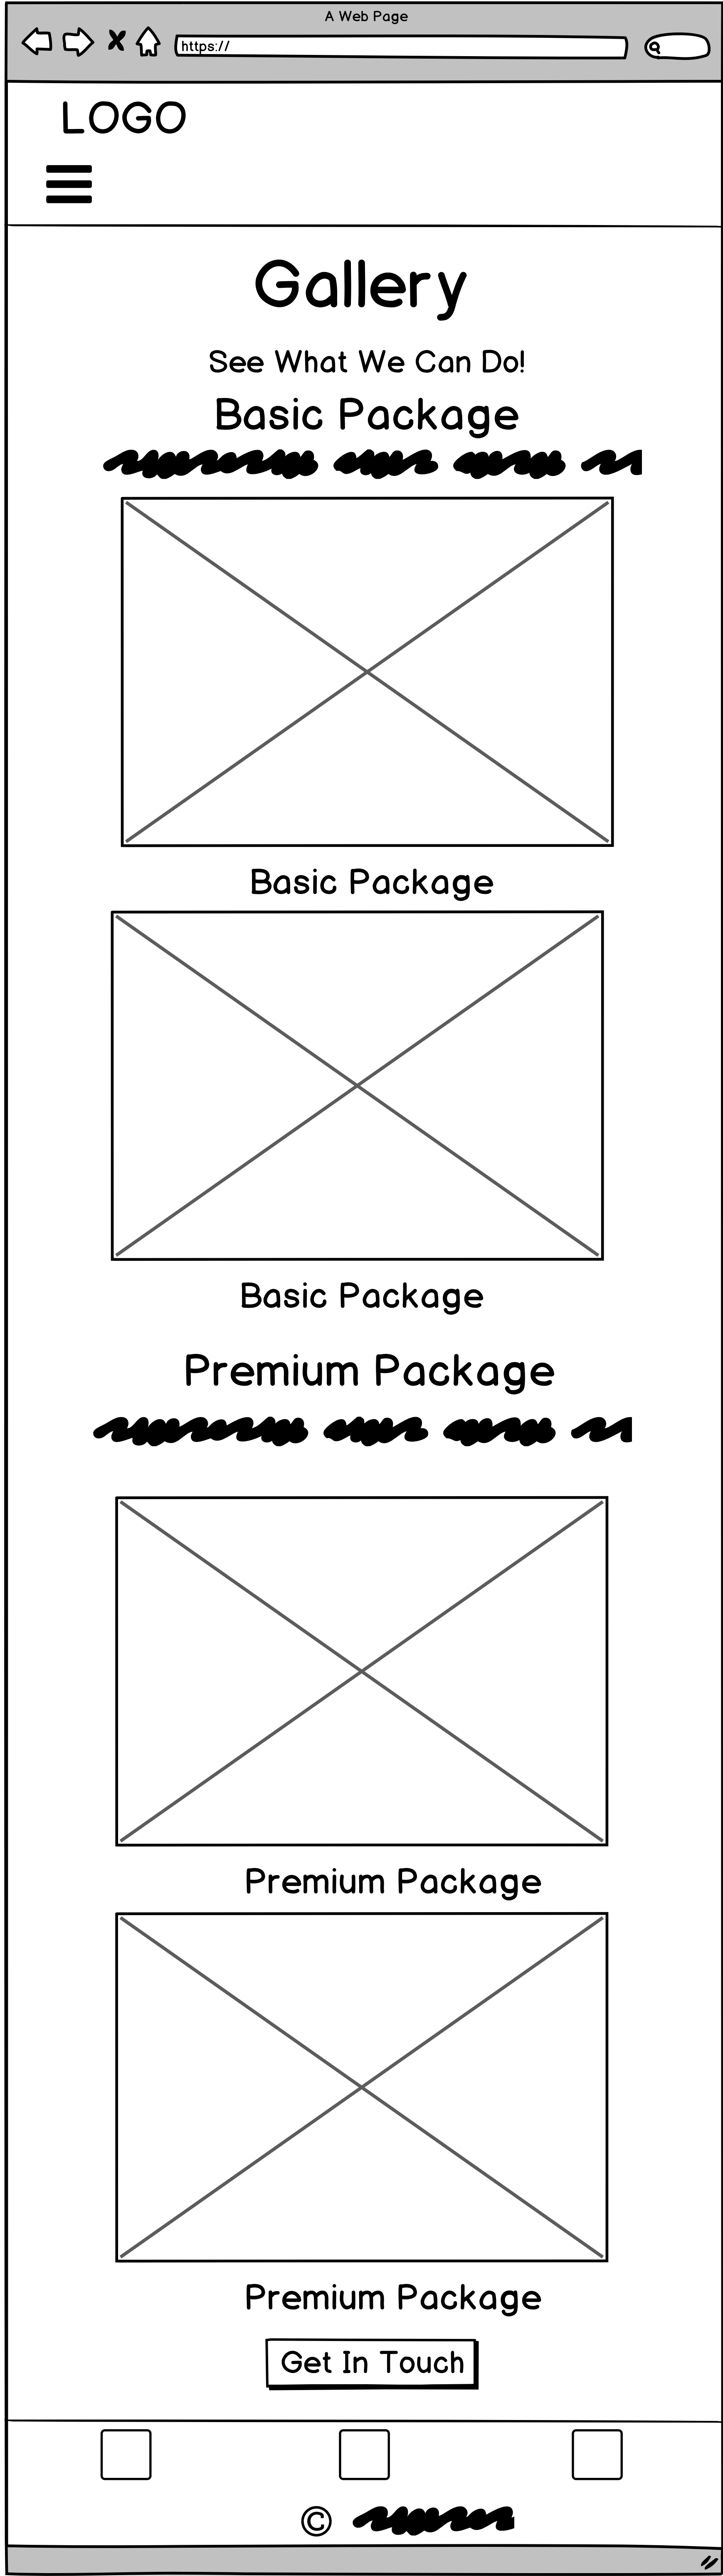 A Web Page
https://
LOGO
Gallery
See What We Can Do!
Basic Package
Basic Package
Basic Package
Premium Package
Premium Package
Premium Package
Get In Touch
©